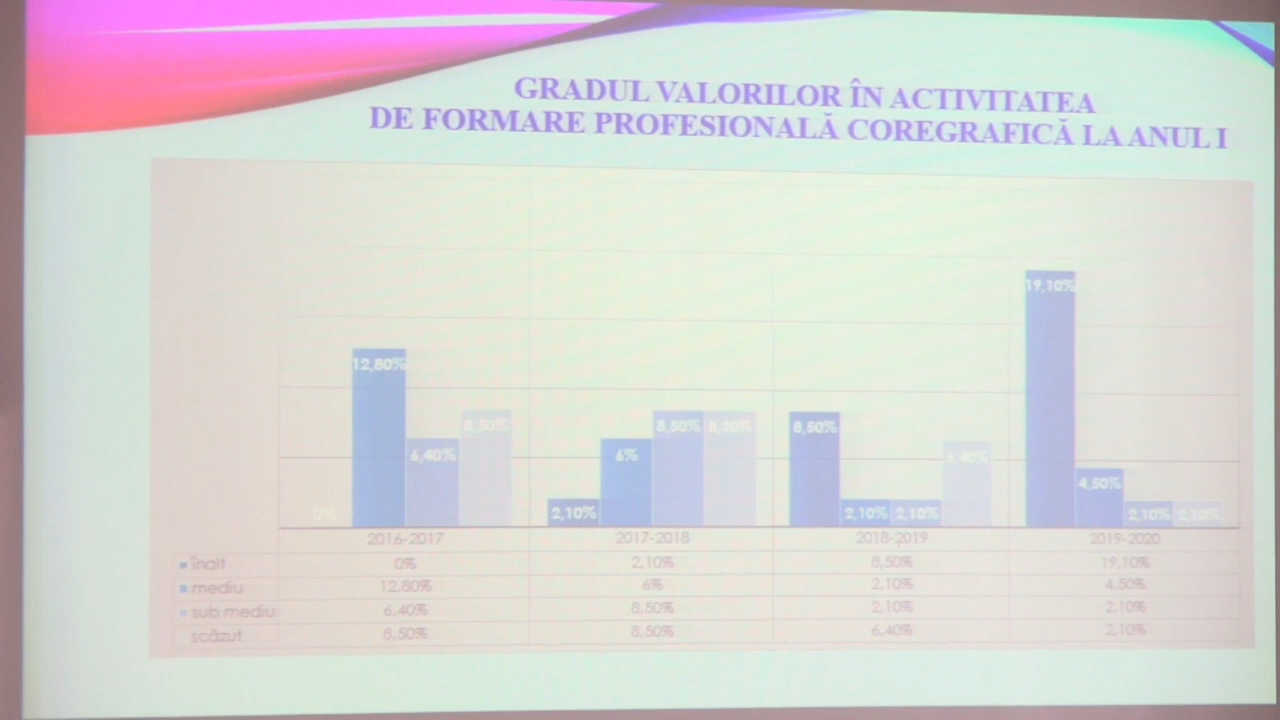 GRADUL VALORILOR ÎN ACTIVITATEA
DE FORMARE PROFESIONALĂ COREGRAFICĂ LA ANUL I
0% 12,80% 6,40% 8,50%
2,10% 6% 8,50% 8,50%
8,50% 2,10% 2,10% 6,40%
19,10% 4,50% 2,10% 2,10%
2016-2017 2017-2018 2018-2019 2019-2020
înalt 0% 2,10% 8,50% 19,10%
mediu 12,80% 6% 2,10% 4,50%
sub mediu 6,40% 8,50% 2,10% 2,10%
scăzut 8,50% 8,50% 6,40% 2,10%